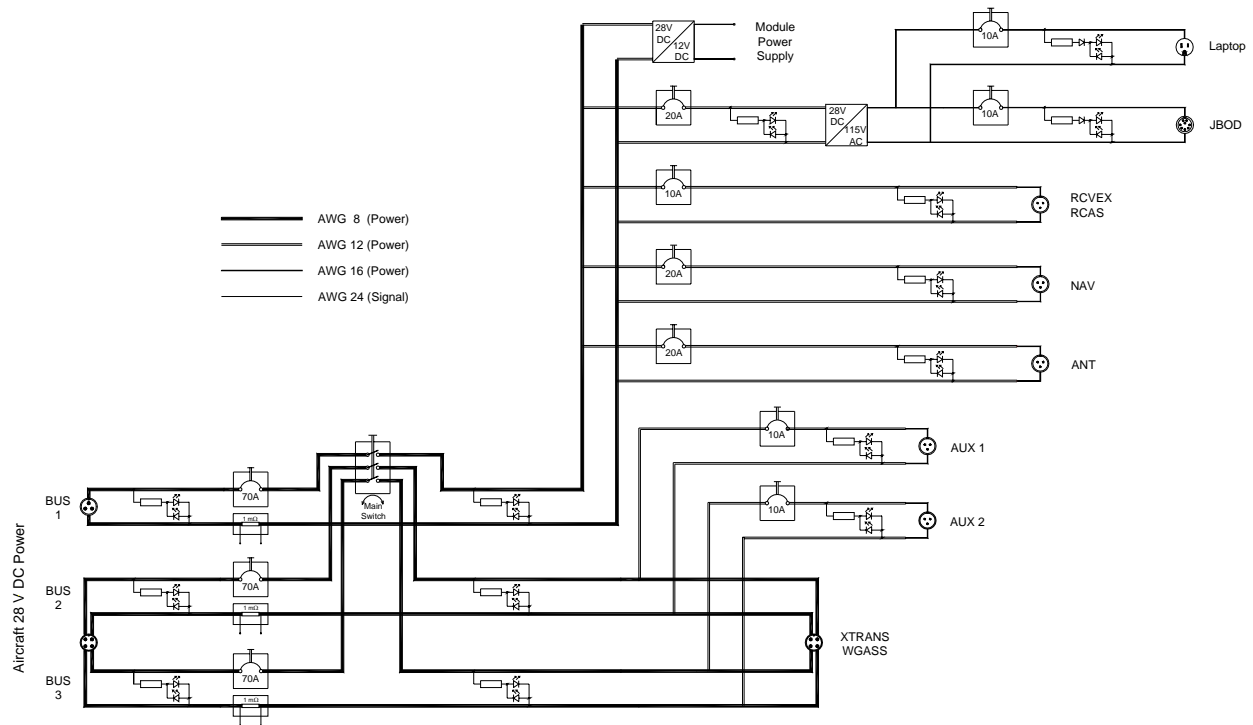 28V
DC
12V
DC
Module
Power
Supply
10A
Laptop
20A
28V
DC
115V
AC
10A
JBOD
10A
RCVEX
RCAS
AWG 8 (Power)
AWG 12 (Power)
AWG 16 (Power)
AWG 24 (Signal)
20A
NAV
20A
ANT
10A
AUX 1
Aircraft 28 V DC Power
BUS
1
70A
1 mΩ
Main
Switch
10A
AUX 2
BUS
2
70A
1 mΩ
XTRANS
WGASS
BUS
3
70A
1 mΩ